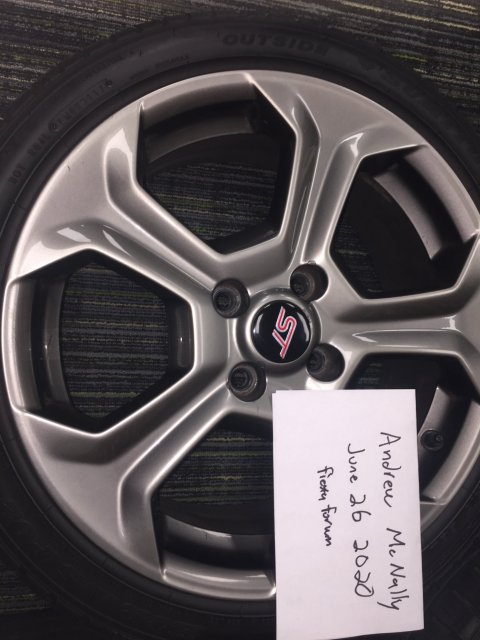 OUTSIDE
ST
Andrew McNally
June 26 2020
fiesta forum